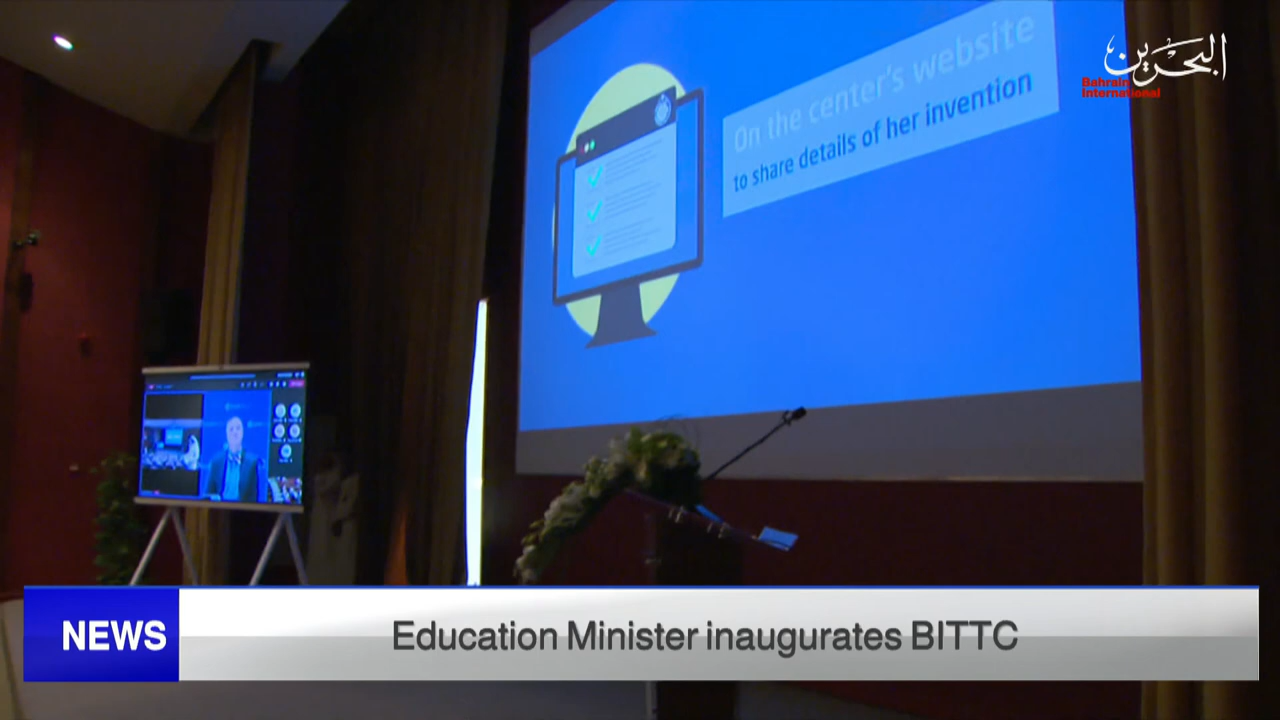 البحرين
Bahrain
International
On the center's website
to share details of her invention
NEWS
Education Minister inaugurates BITTC